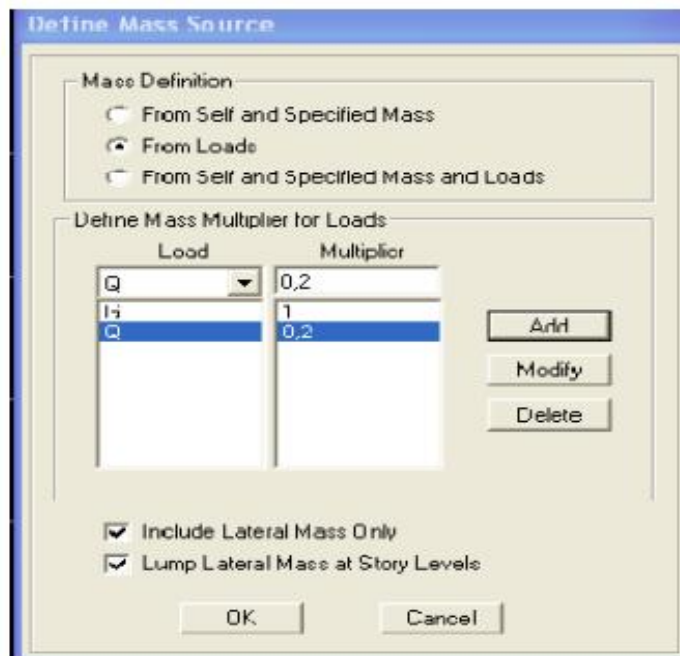 Define Mass Source
Mass Definition
From Self and Specified Mass
From Loads
From Self and Specified Mass and Loads
Define Mass Multiplier for Loads
Load Multiplier
Q 0,2
G 1
Q 0,2
Add
Modify
Delete
Include Lateral Mass Only
Lump Lateral Mass at Story Levels
OK Cancel